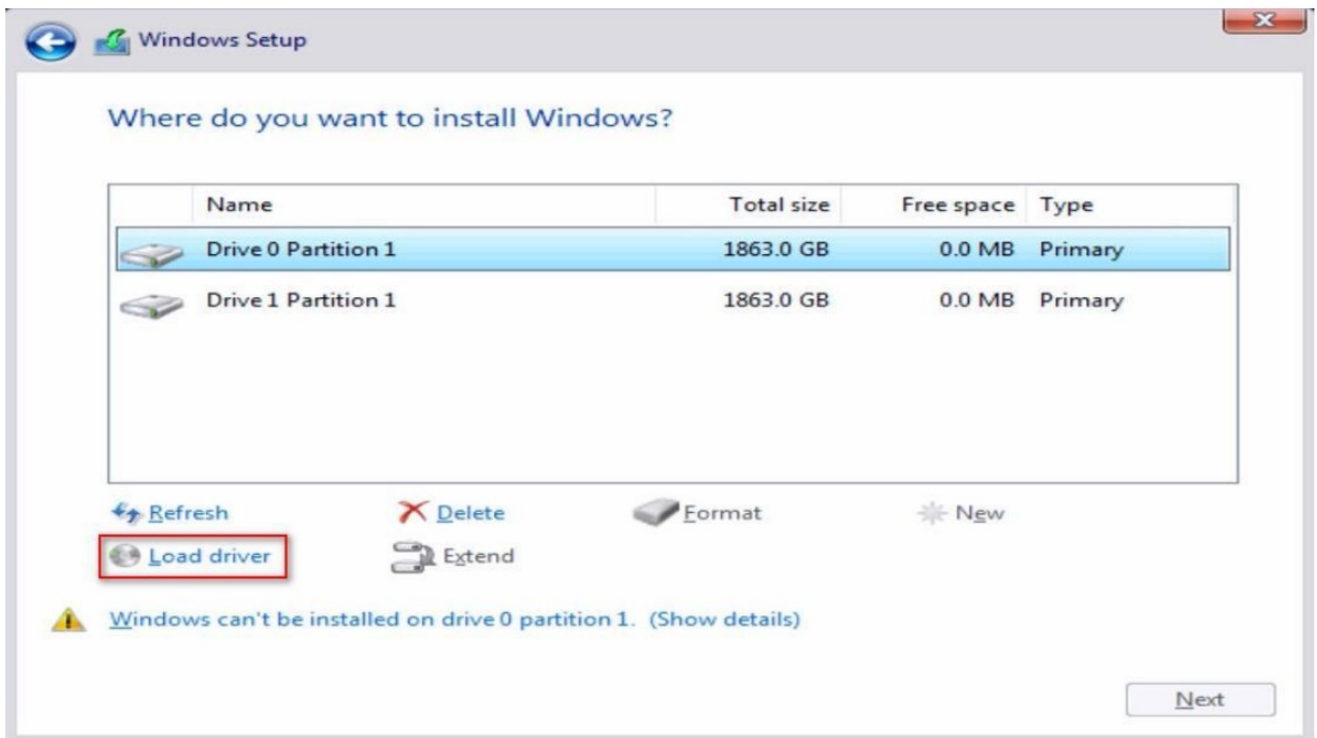 Windows Setup
Where do you want to install Windows?
Name Total size Free space Type
Drive 0 Partition 1 1863.0 GB 0.0 MB Primary
Drive 1 Partition 1 1863.0 GB 0.0 MB Primary
Refresh Delete Format New
Load driver Extend
Windows can't be installed on drive 0 partition 1. (Show details)
Next